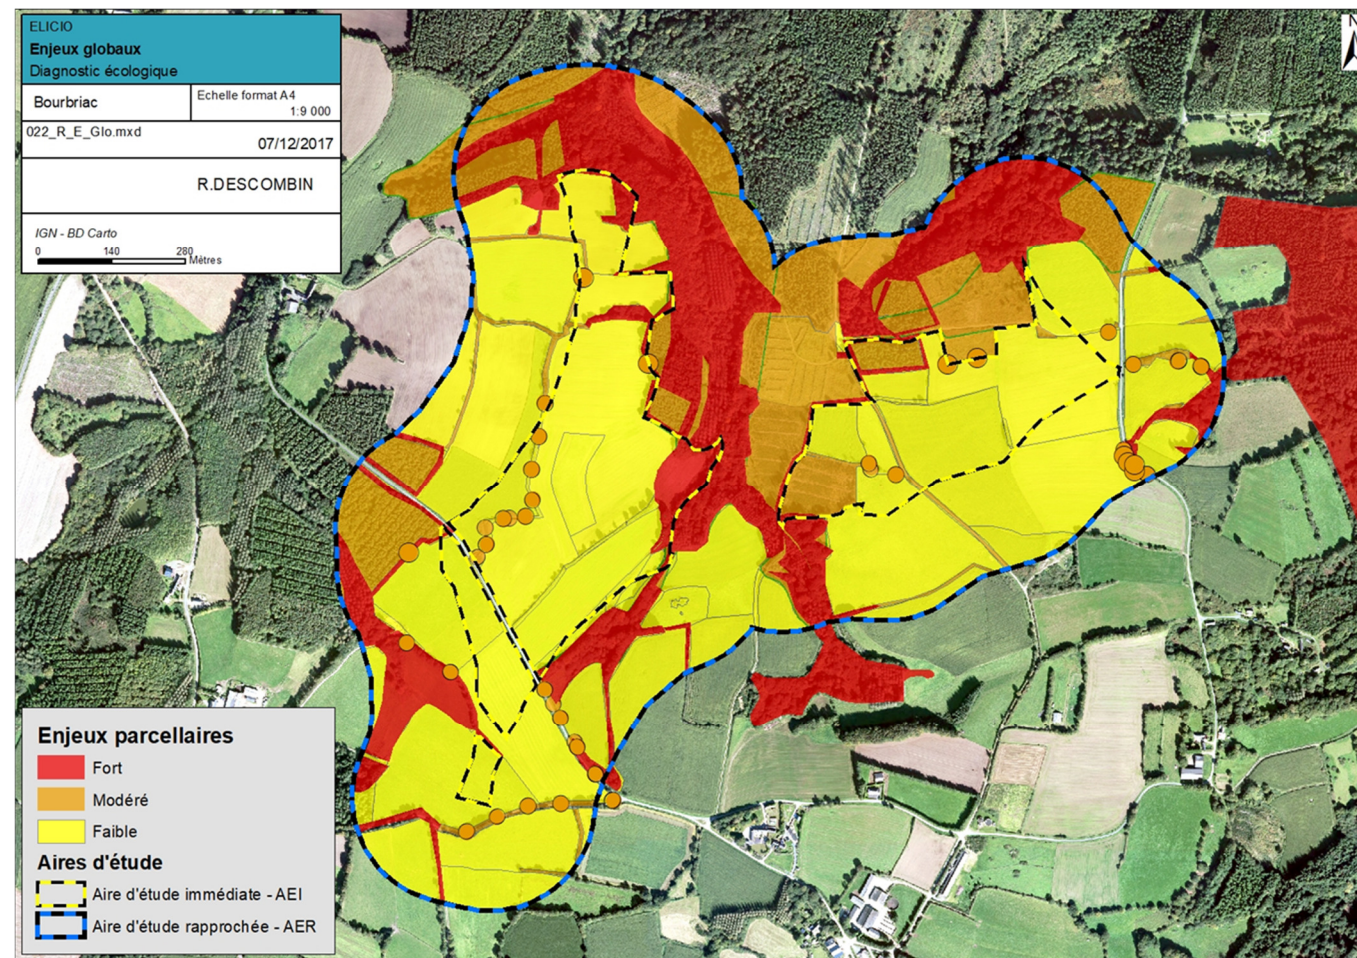 ELICIO
Enjeux globaux
Diagnostic écologique
Bourbriac
Echelle format A4
1:9 000
022_R_E_Glo.mxd
07/12/2017
R.DESCOMBIN
IGN - BD Carto
0 140 280
Mètres
N
Enjeux parcellaires
Fort
Modéré
Faible
Aires d'étude
Aire d'étude immédiate - AEI
Aire d'étude rapprochée - AER